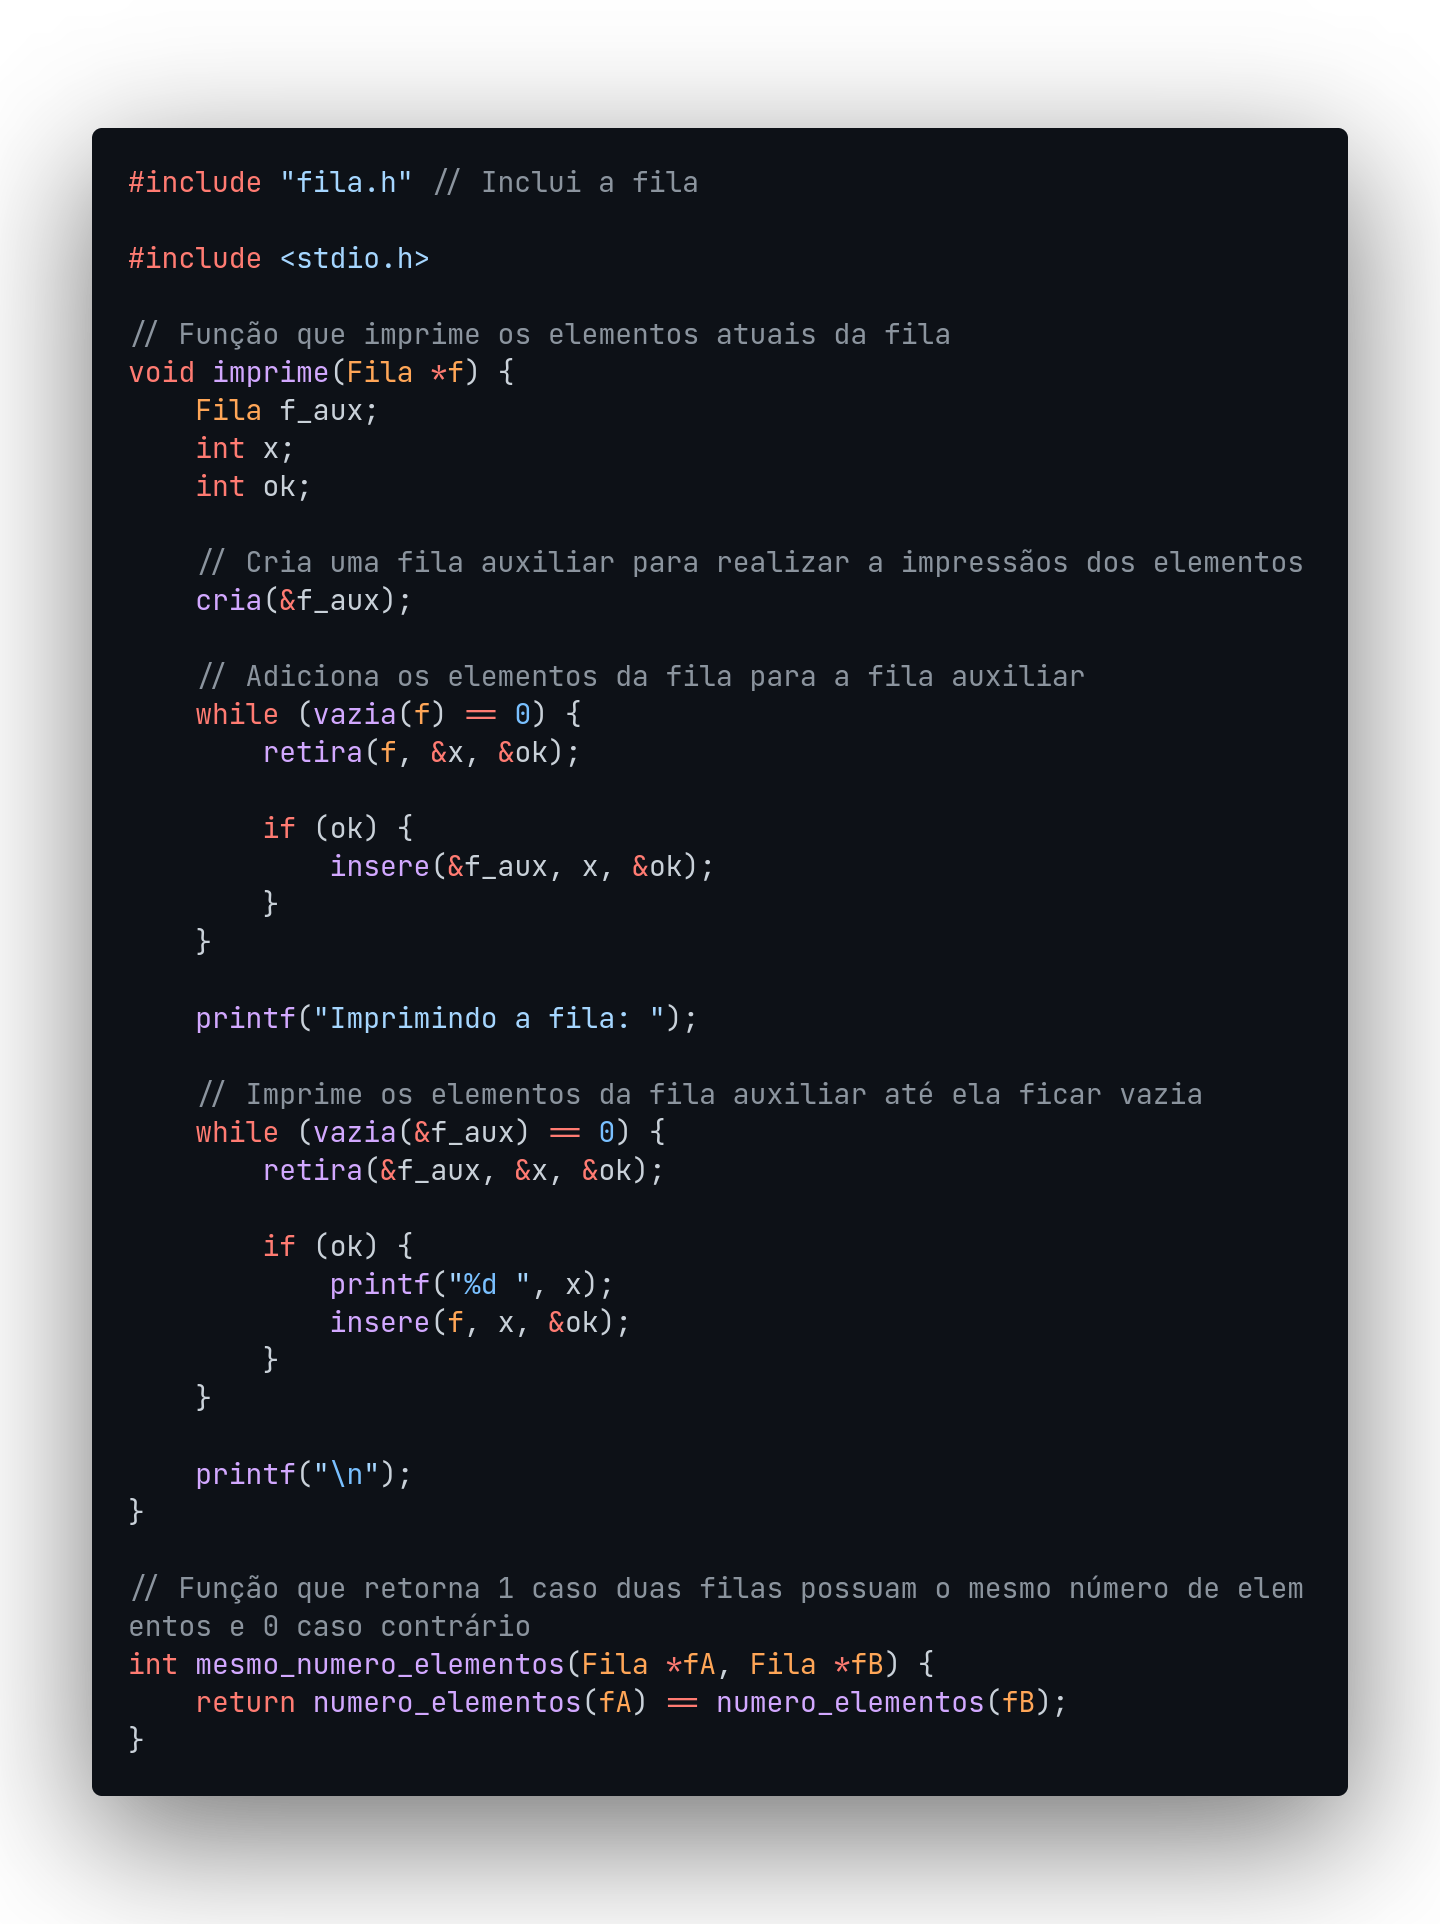 #include "fila.h" // Inclui a fila

#include <stdio.h>

// Função que imprime os elementos atuais da fila
void imprime(Fila *f) {
    Fila f_aux;
    int x;
    int ok;

    // Cria uma fila auxiliar para realizar a impressãos dos elementos
    cria(&f_aux);

    // Adiciona os elementos da fila para a fila auxiliar
    while (vazia(f) == 0) {
        retira(f, &x, &ok);

        if (ok) {
            insere(&f_aux, x, &ok);
        }
    }

    printf("Imprimindo a fila: ");

    // Imprime os elementos da fila auxiliar até ela ficar vazia
    while (vazia(&f_aux) == 0) {
        retira(&f_aux, &x, &ok);

        if (ok) {
            printf("%d ", x);
            insere(f, x, &ok);
        }
    }

    printf("\n");
}

// Função que retorna 1 caso duas filas possuam o mesmo número de elem
entos e 0 caso contrário
int mesmo_numero_elementos(Fila *fA, Fila *fB) {
    return numero_elementos(fA) == numero_elementos(fB);
}